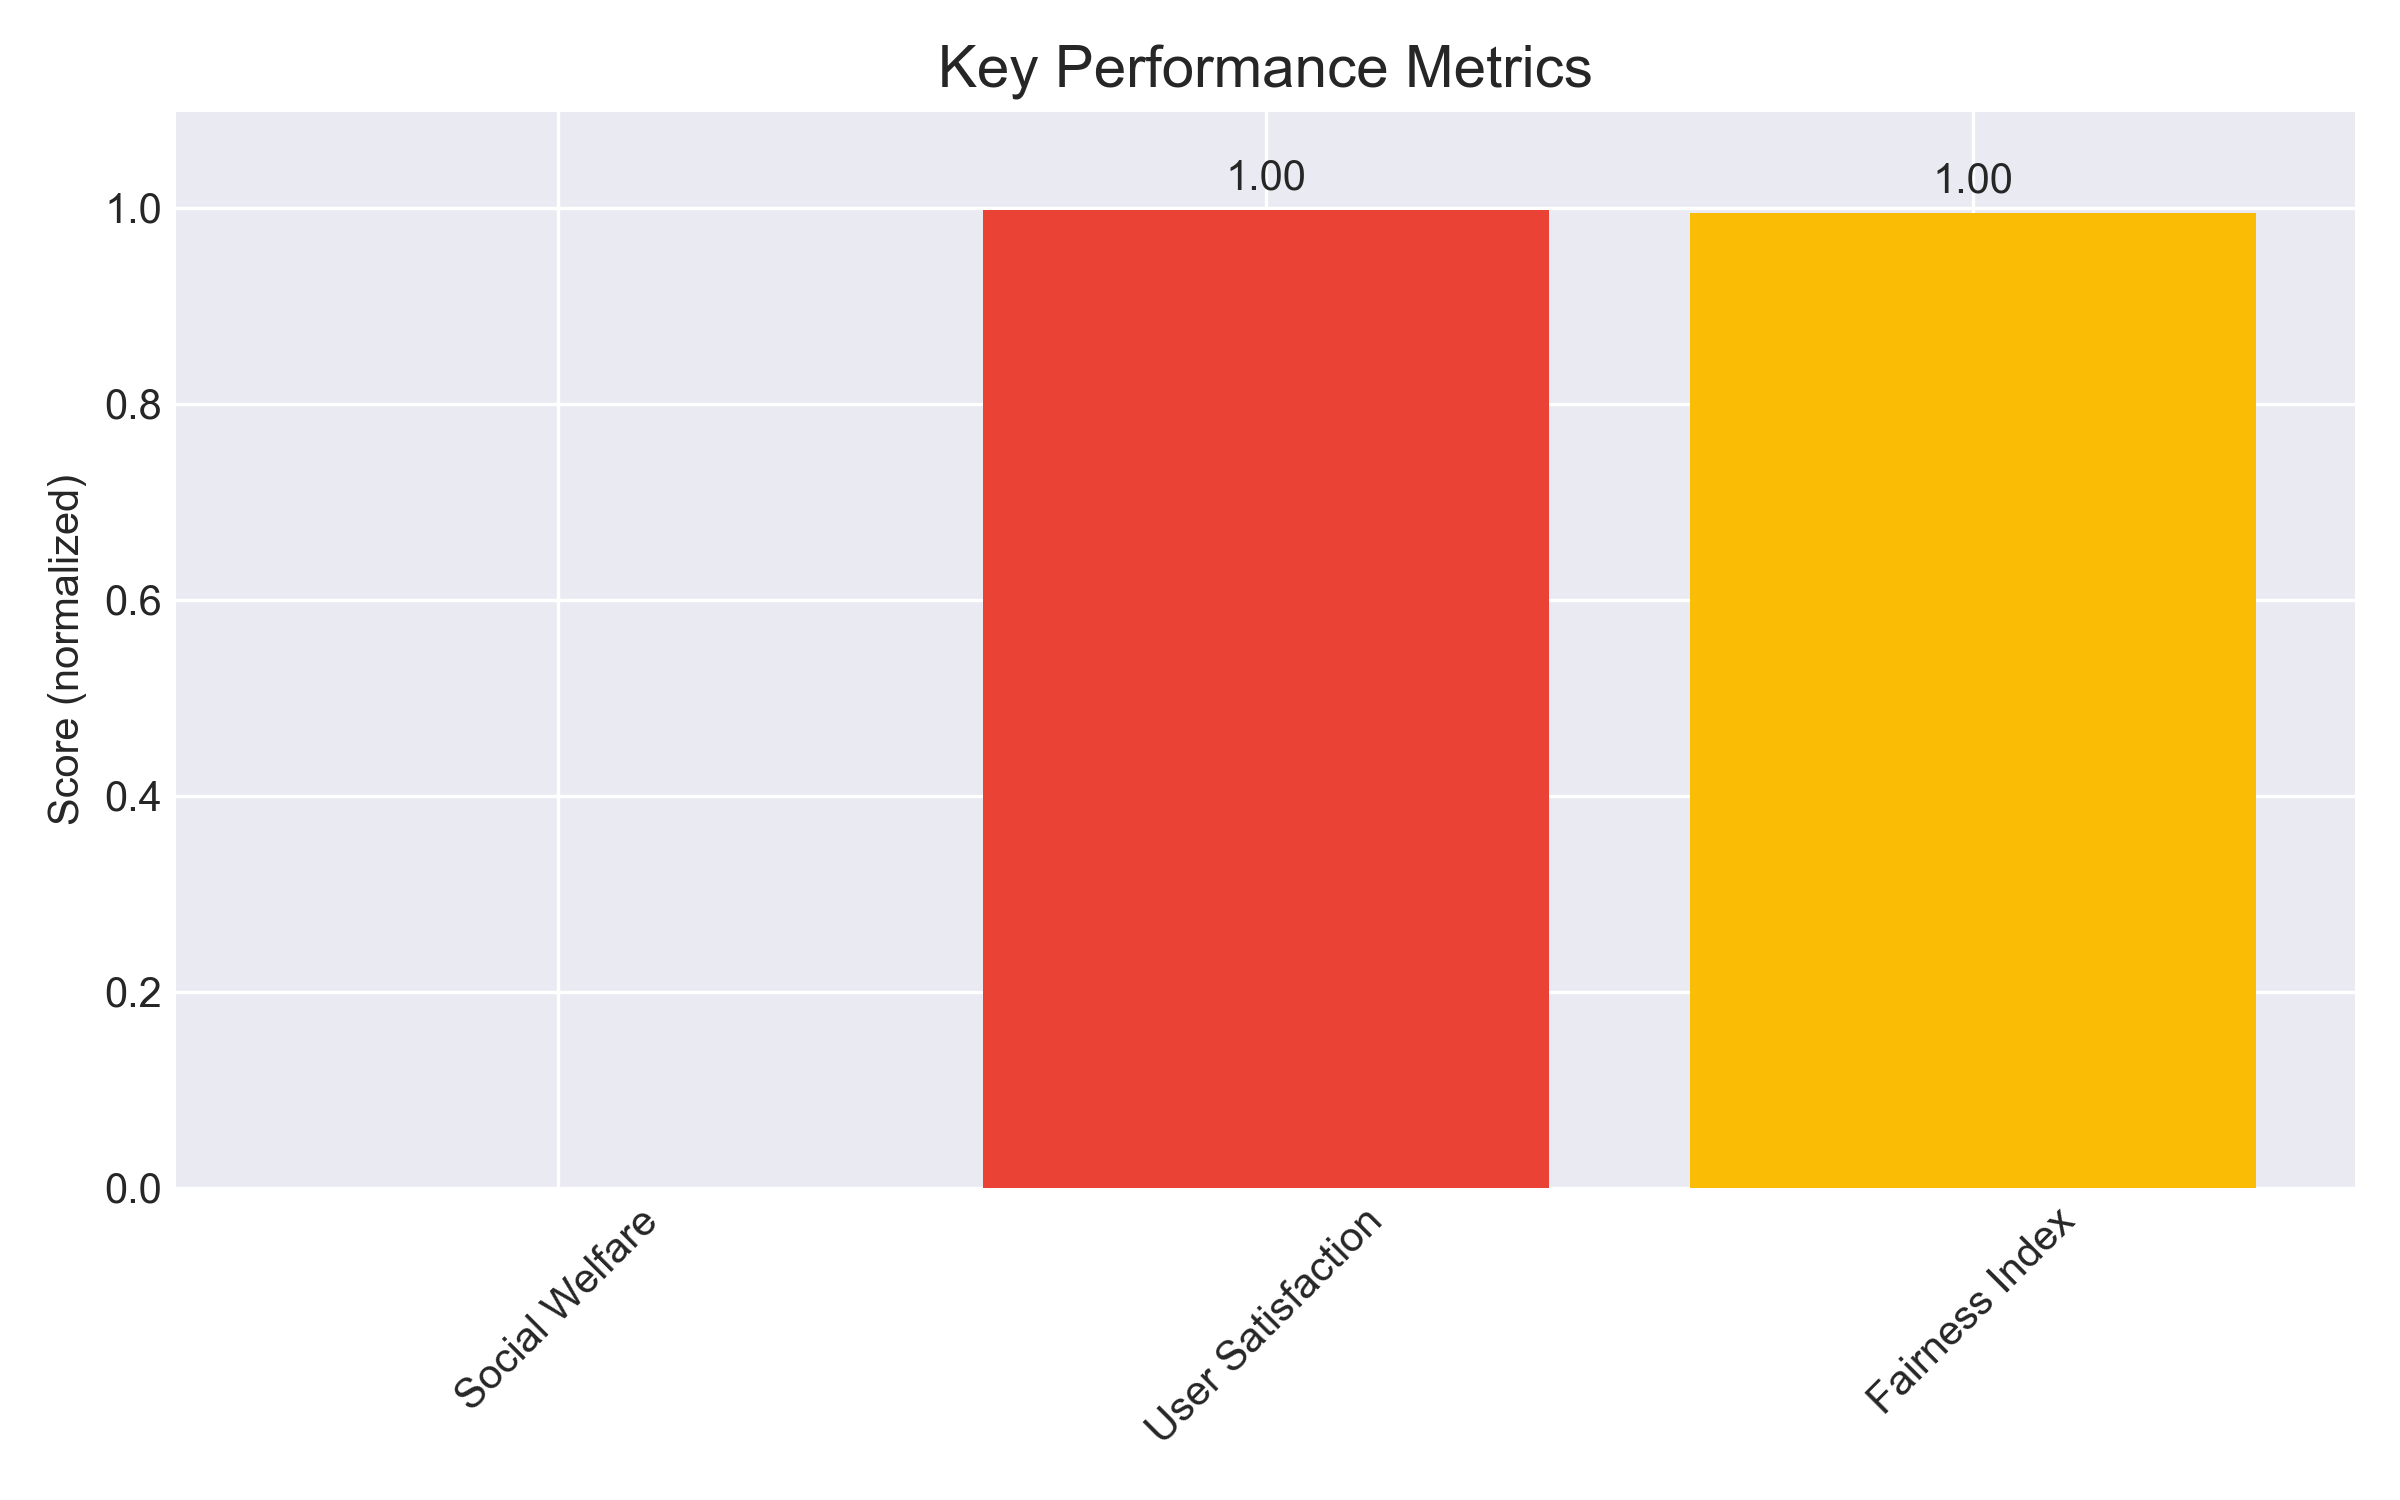 Key Performance Metrics
1.00
1.00
1.0
0.8
0.6
0.4
0.2
0.0
Score (normalized)
Social Welfare
User Satisfaction
Fairness Index